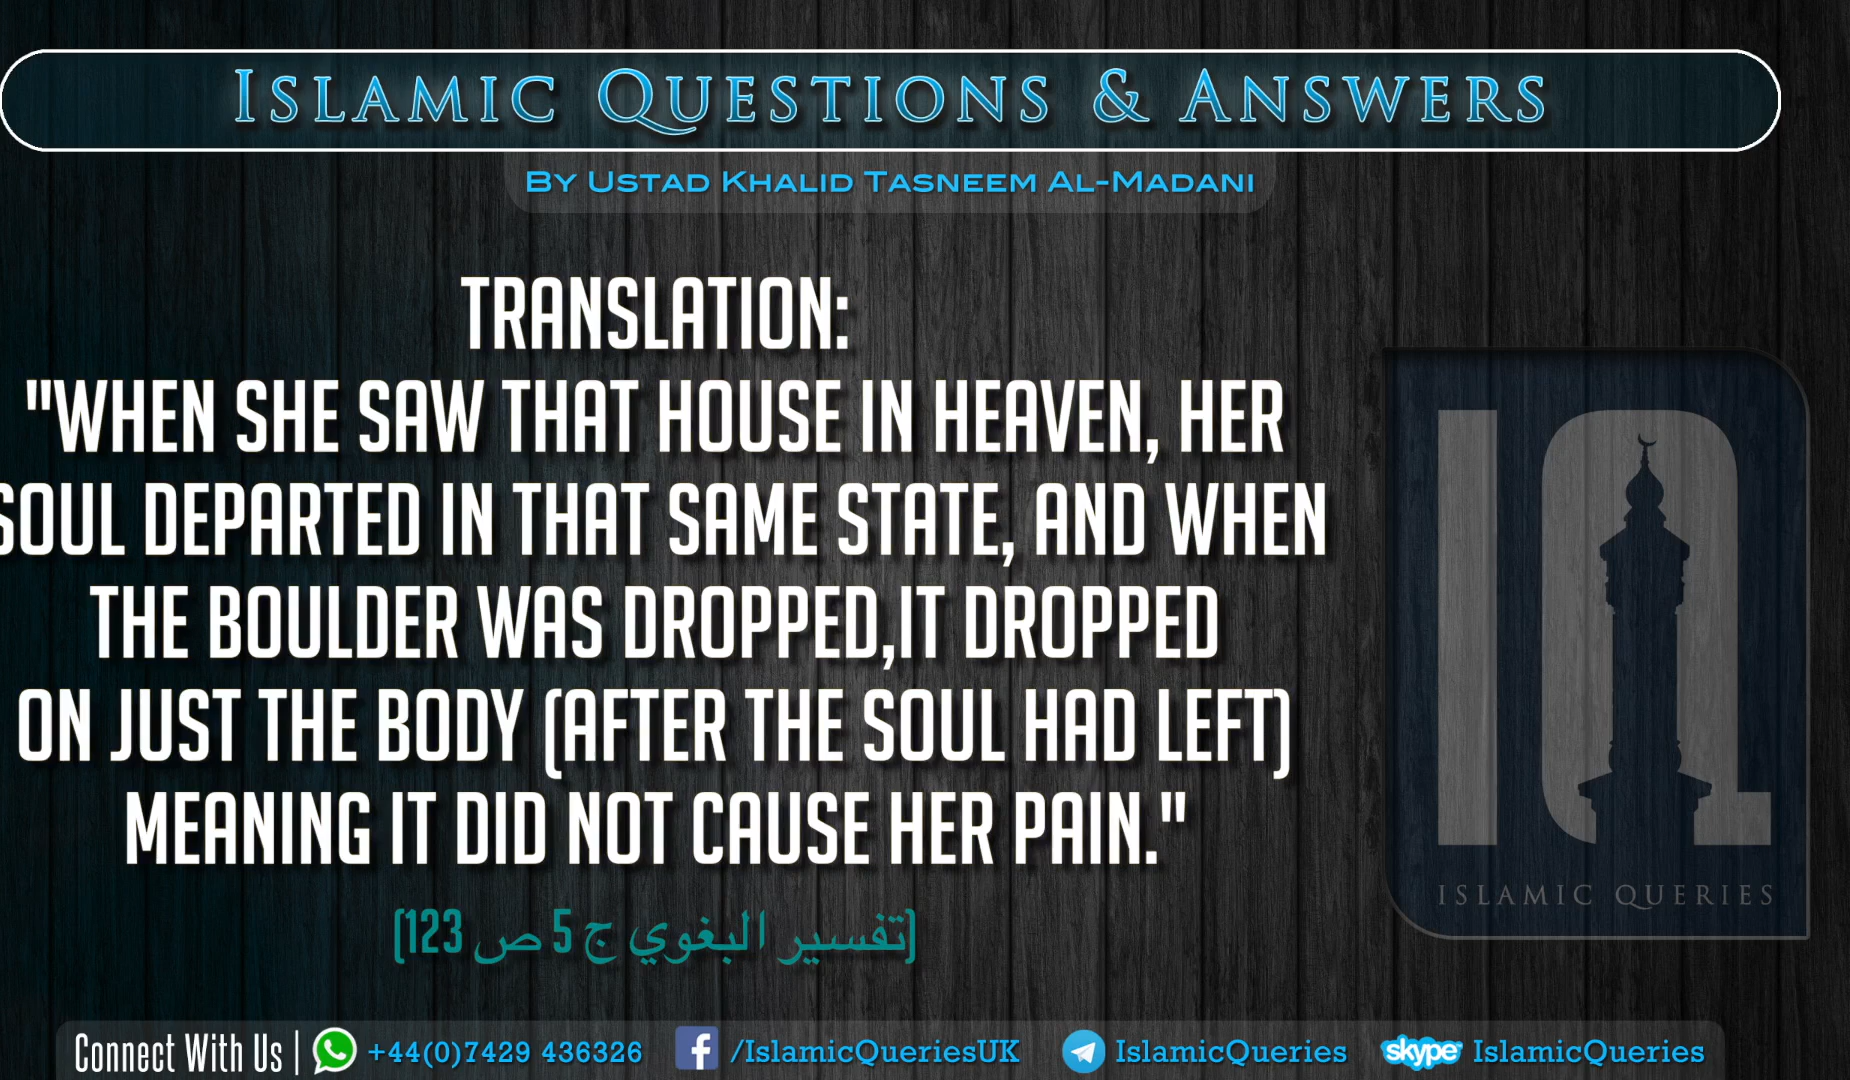 ISLAMIC QUESTIONS & ANSWERS
BY USTAD KHALID TASNEEM AL-MADANI
TRANSLATION:
"WHEN SHE SAW THAT HOUSE IN HEAVEN, HER
SOUL DEPARTED IN THAT SAME STATE, AND WHEN
THE BOULDER WAS DROPPED,IT DROPPED
ON JUST THE BODY (AFTER THE SOUL HAD LEFT)
MEANING IT DID NOT CAUSE HER PAIN."
(تفسير البغوي ج 5 ص 123)
IQ
ISLAMIC QUERIES
Connect With Us | +44(0)7429 436326 /IslamicQueriesUK IslamicQueries skype IslamicQueries